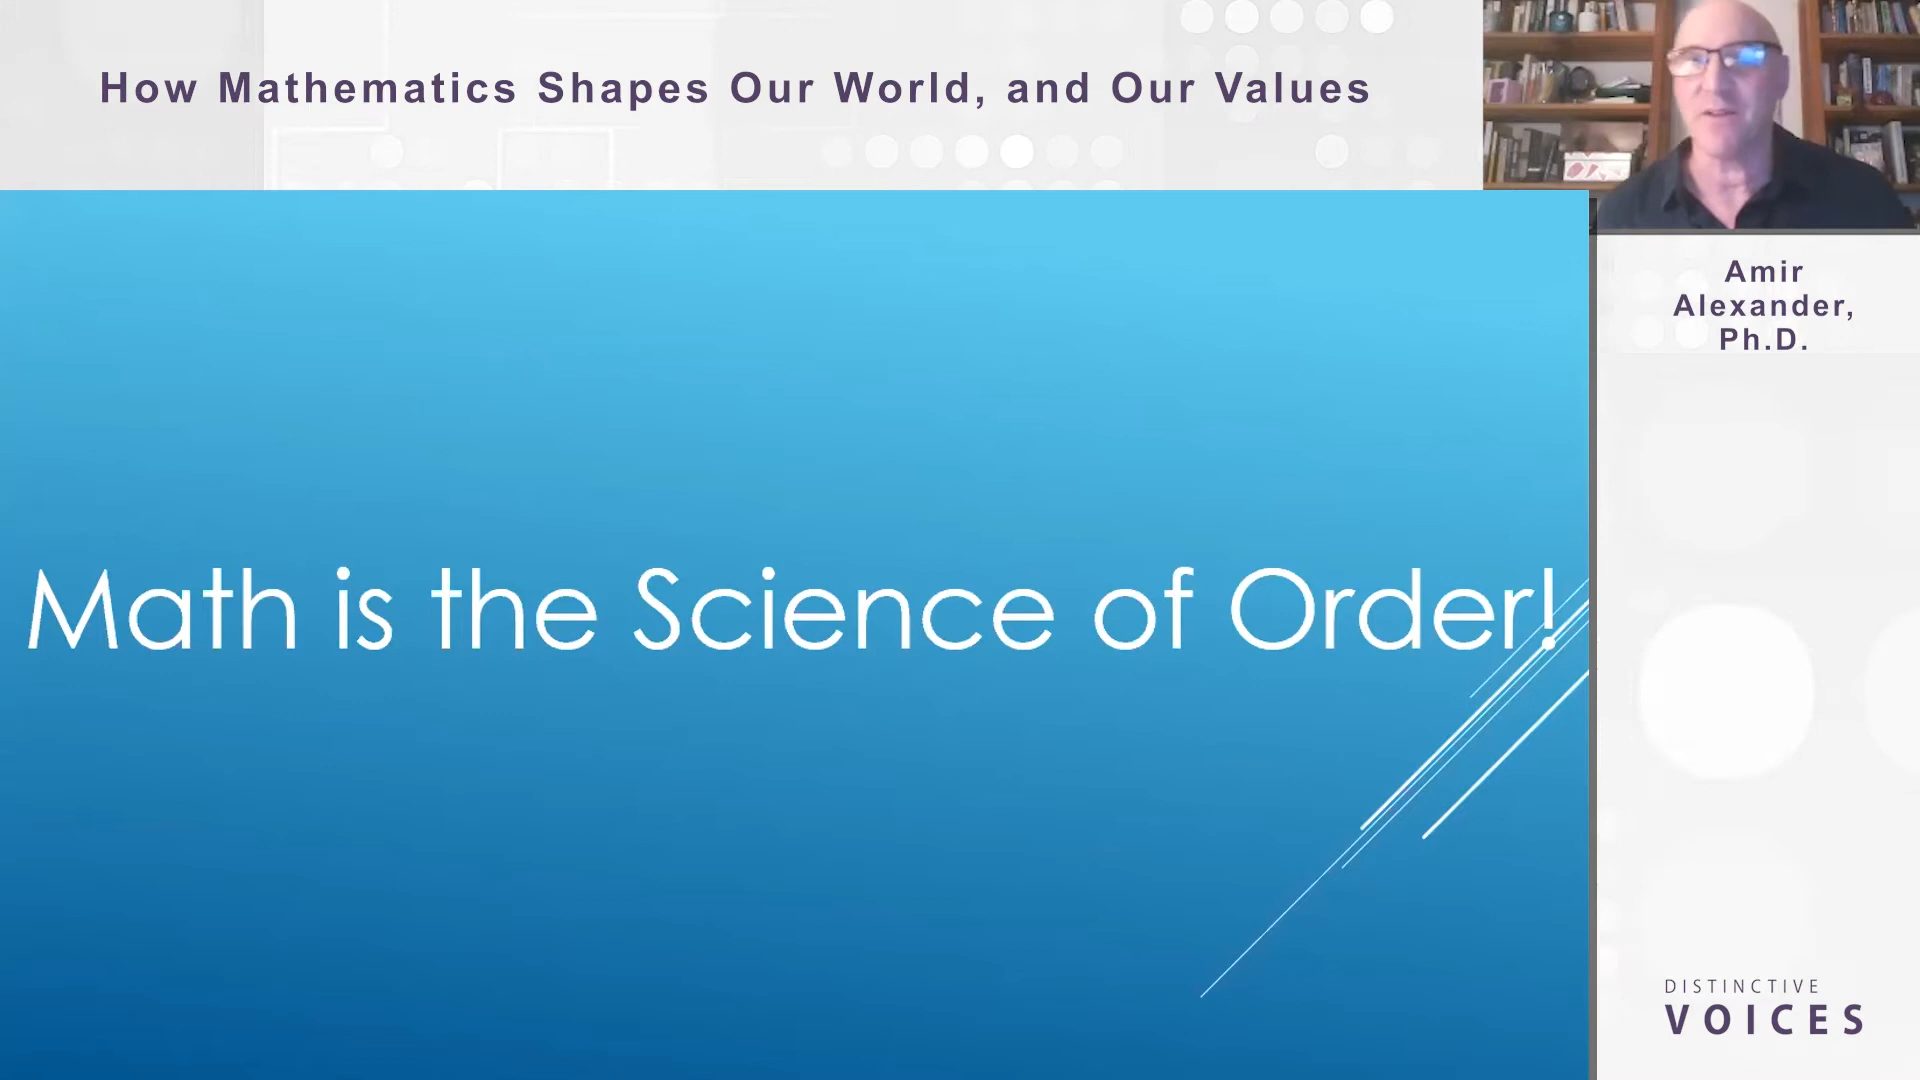 How Mathematics Shapes Our World, and Our Values
Amir
Alexander,
Ph.D.
Math is the Science of Order!
DISTINCTIVE
VOICES